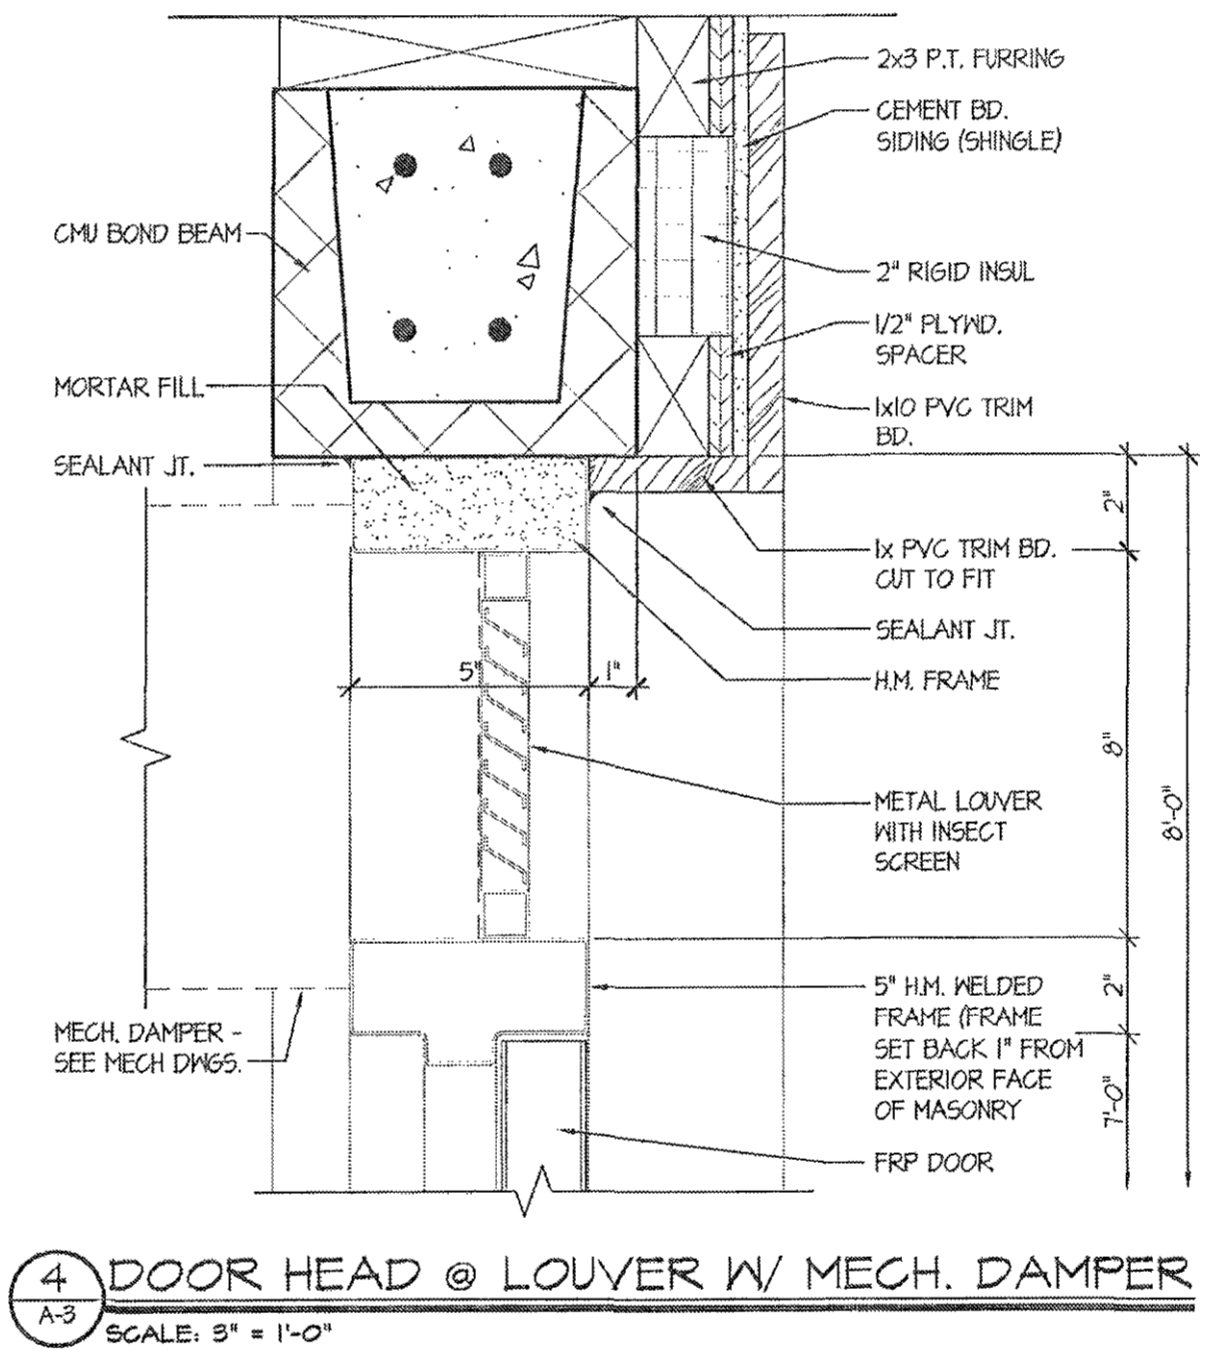 2x3 P.T. FURRING
CEMENT BD.
SIDING (SHINGLE)
CMU BOND BEAM
2" RIGID INSUL
1/2" PLYWD.
SPACER
MORTAR FILL
1x10 PVC TRIM
BD.
SEALANT JT.
2"
1x PVC TRIM BD.
CUT TO FIT
SEALANT JT.
5"
1"
H.M. FRAME
8"
8'-0"
METAL LOUVER
WITH INSECT
SCREEN
2"
5" H.M. WELDED
FRAME (FRAME
SET BACK 1" FROM
EXTERIOR FACE
OF MASONRY
MECH. DAMPER -
SEE MECH DWGS.
7'-0"
FRP DOOR
4
A-3
DOOR HEAD @ LOUVER W/ MECH. DAMPER
SCALE: 3" = 1'-0"